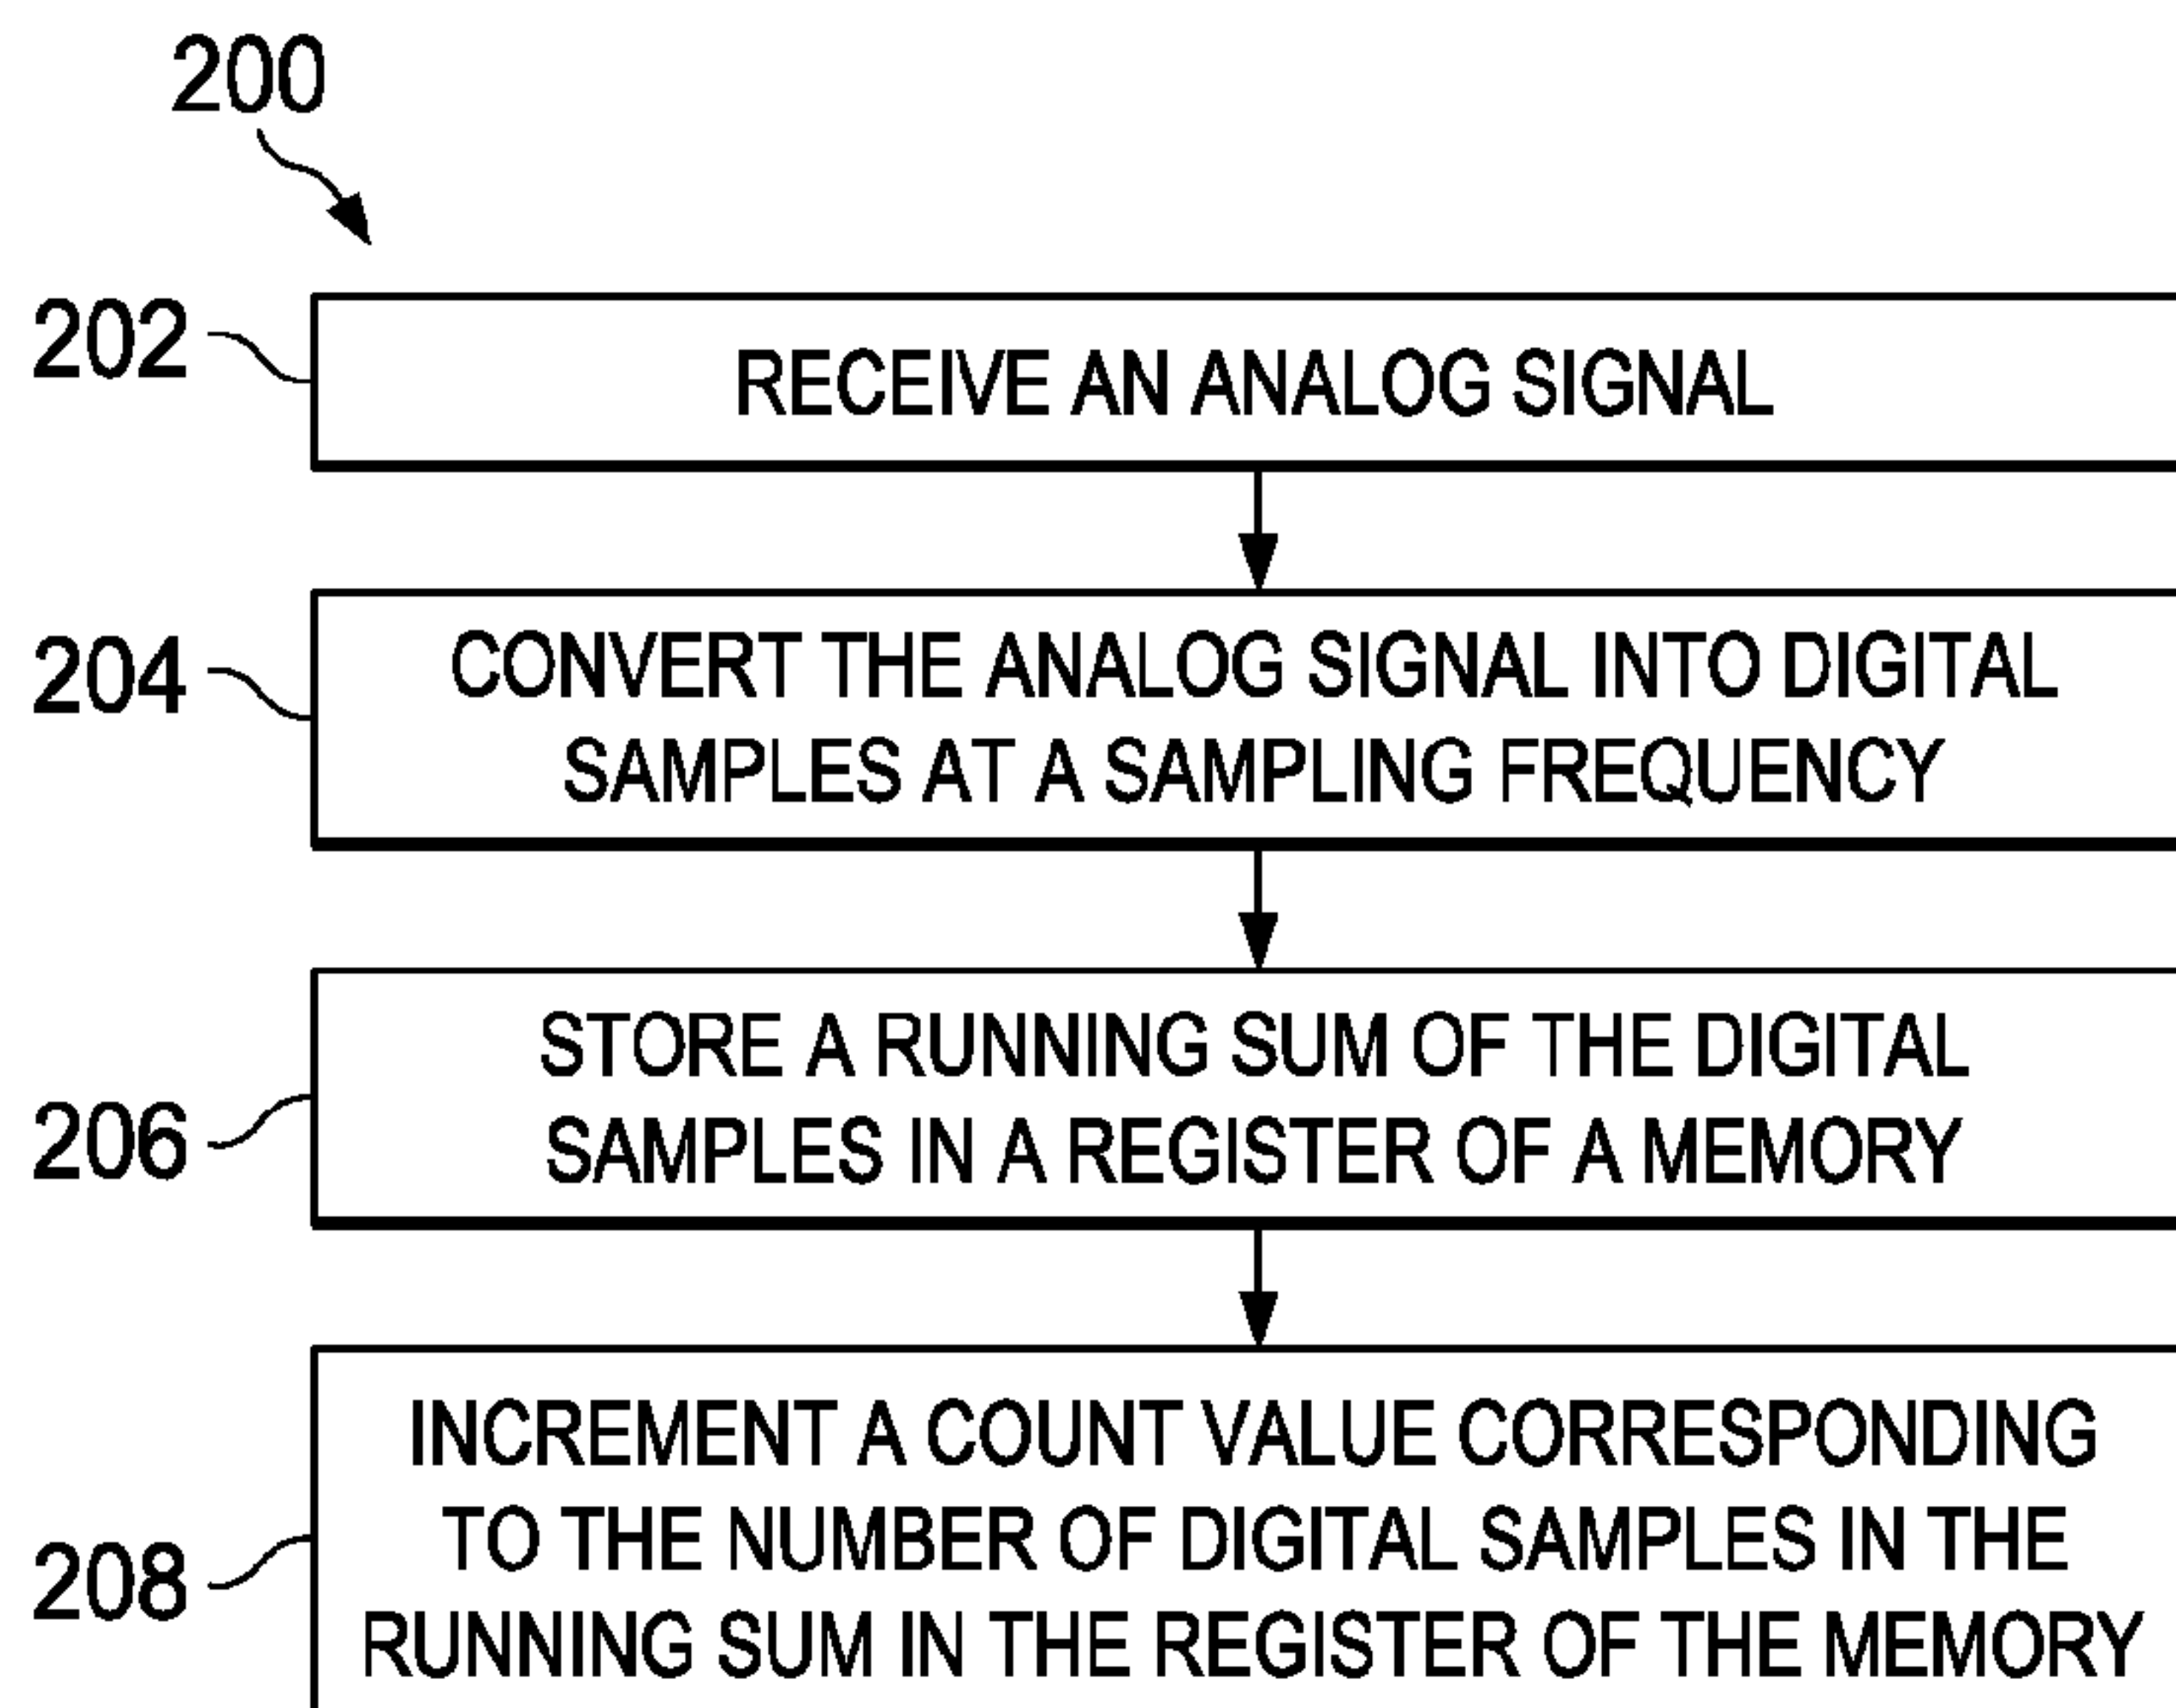 200
202
RECEIVE AN ANALOG SIGNAL
204
CONVERT THE ANALOG SIGNAL INTO DIGITAL
SAMPLES AT A SAMPLING FREQUENCY
206
STORE A RUNNING SUM OF THE DIGITAL
SAMPLES IN A REGISTER OF A MEMORY
208
INCREMENT A COUNT VALUE CORRESPONDING
TO THE NUMBER OF DIGITAL SAMPLES IN THE
RUNNING SUM IN THE REGISTER OF THE MEMORY